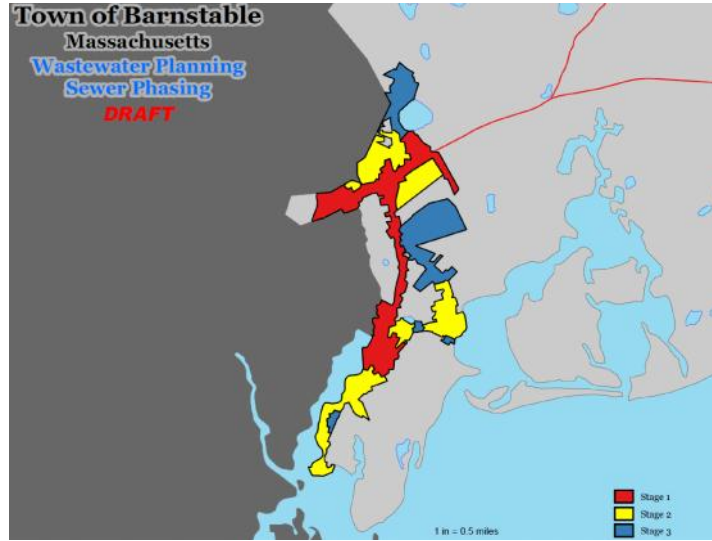 Town of Barnstable
Massachusetts
Wastewater Planning
Sewer Phasing
DRAFT
Stage 1
Stage 2
Stage 3
1 in = 0.5 miles